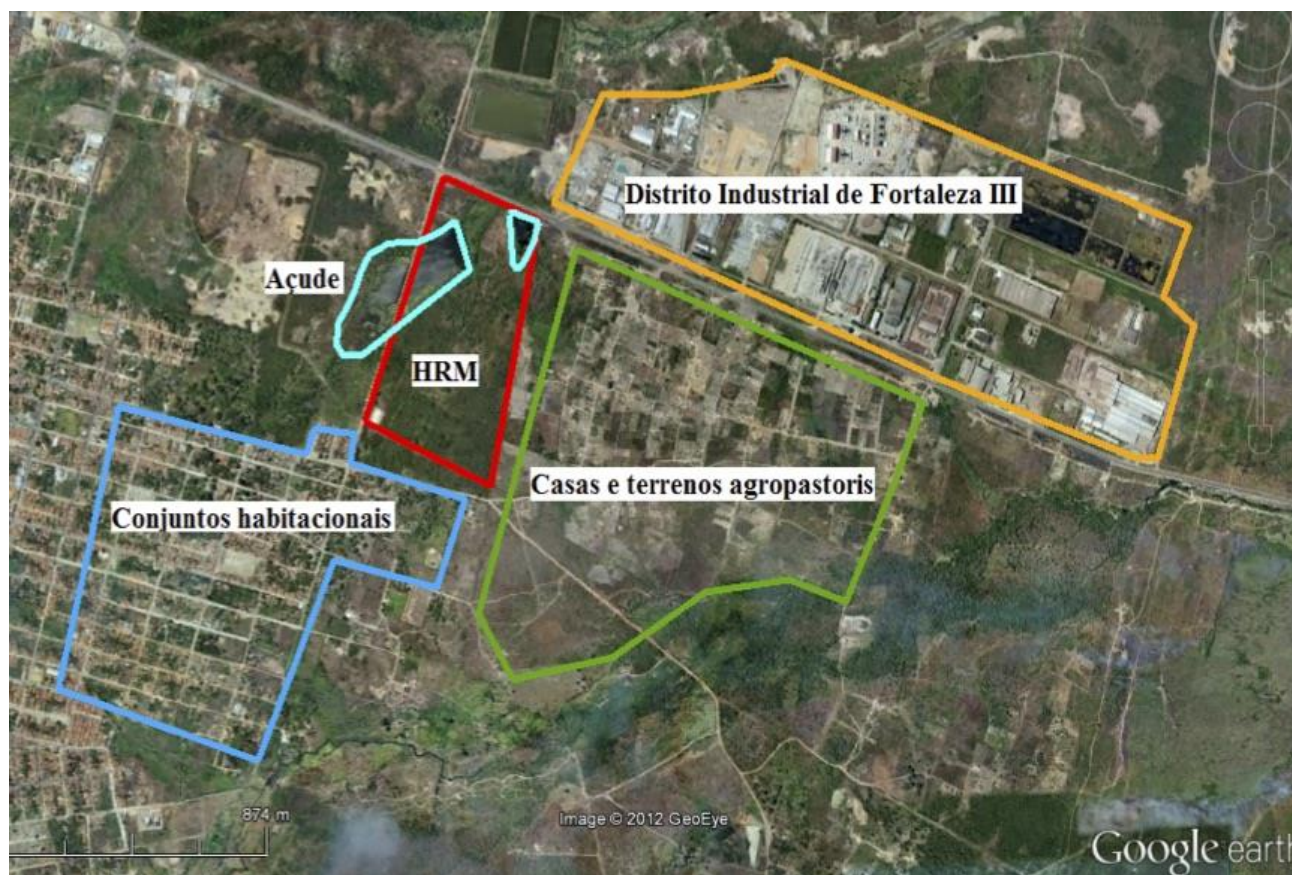 Distrito Industrial de Fortaleza III
Açude
HRM
Casas e terrenos agropastoris
Conjuntos habitacionais
874 m
Image © 2012 GeoEye
Google earth